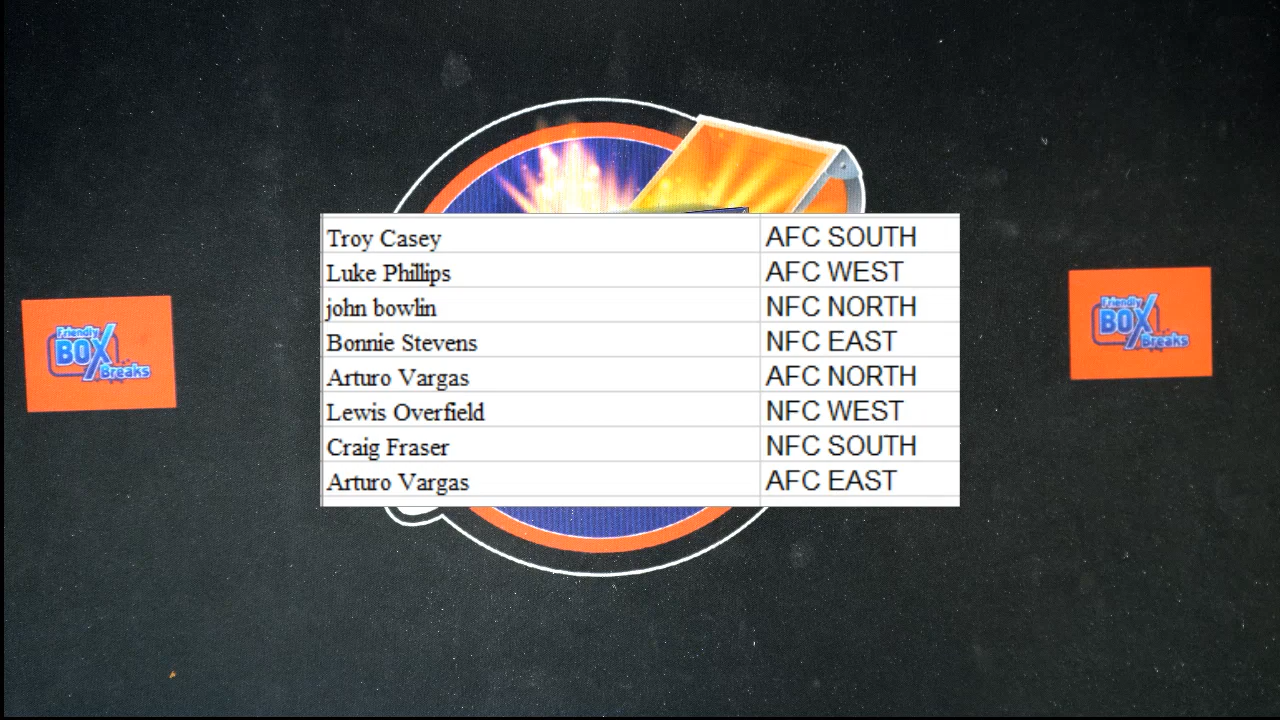 Troy Casey AFC SOUTH
Luke Phillips AFC WEST
john bowlin NFC NORTH
Bonnie Stevens NFC EAST
Arturo Vargas AFC NORTH
Lewis Overfield NFC WEST
Craig Fraser NFC SOUTH
Arturo Vargas AFC EAST
Friendly
BOX
Breaks
Friendly
BOX
Breaks